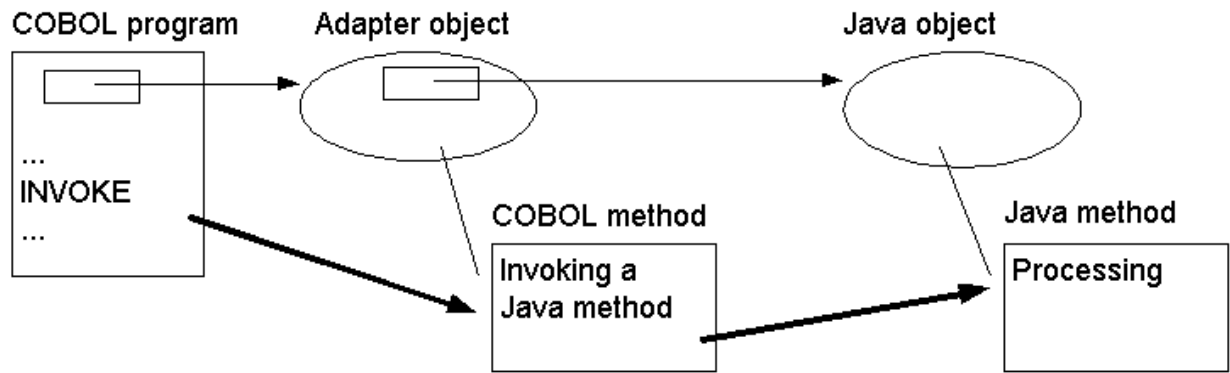 COBOL program
Adapter object
Java object
...
INVOKE
...
COBOL method
Java method
Invoking a
Java method
Processing